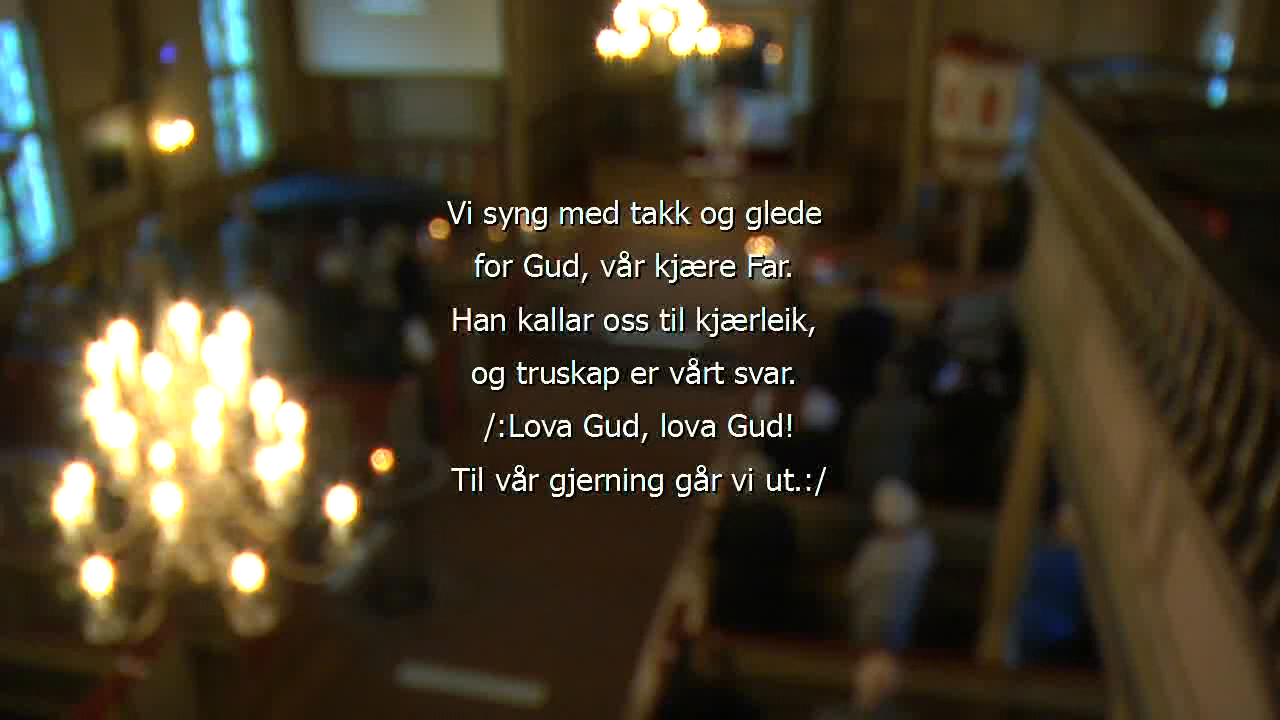 Vi syng med takk og glede
for Gud, vår kjære Far.
Han kallar oss til kjærleik,
og truskap er vårt svar.
/:Lova Gud, lova Gud!
Til vår gjerning går vi ut.:/